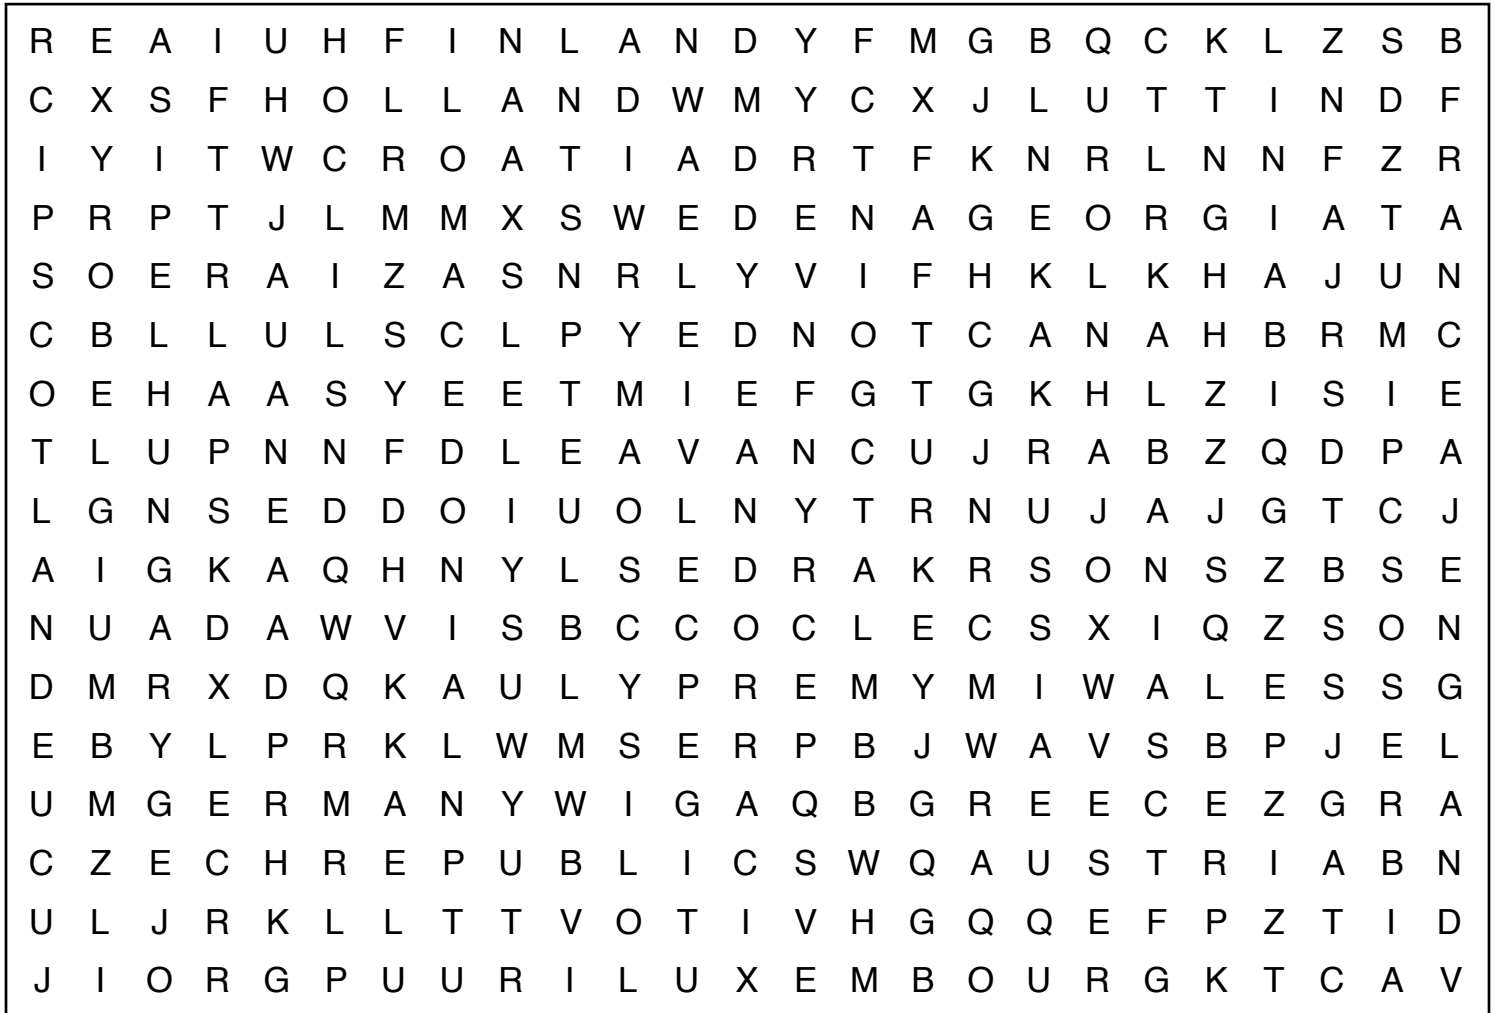 R E A I U H F I N L A N D Y F M G B Q C K L Z S B
C X S F H O L L A N D W M Y C X J L U T T I N D F
I Y I T W C R O A T I A D R T F K N R L N N F Z R
P R P T J L M M X S W E D E N A G E O R G I A T A
S O E R A I Z A S N R L Y V I F H K L K H A J U N
C B L L U L S C L P Y E D N O T C A N A H B R M C
O E H A A S Y E E T M I E F G T G K H L Z I S I E
T L U P N N F D L E A V A N C U J R A B Z Q D P A
L G N S E D D O I U O L N Y T R N U J A J G T C J
A I G K A Q H N Y L S E D R A K R S O N S Z B S E
N U A D A W V I S B C C O C L E C S X I Q Z S O N
D M R X D Q K A U L Y P R E M Y M I W A L E S S G
E B Y L P R K L W M S E R P B J W A V S B P J E L
U M G E R M A N Y W I G A Q B G R E E C E Z G R A
C Z E C H R E P U B L I C S W Q A U S T R I A B N
U L J R K L L T T V O T I V H G Q Q E F P Z T I D
J I O R G P U U R I L U X E M B O U R G K T C A V